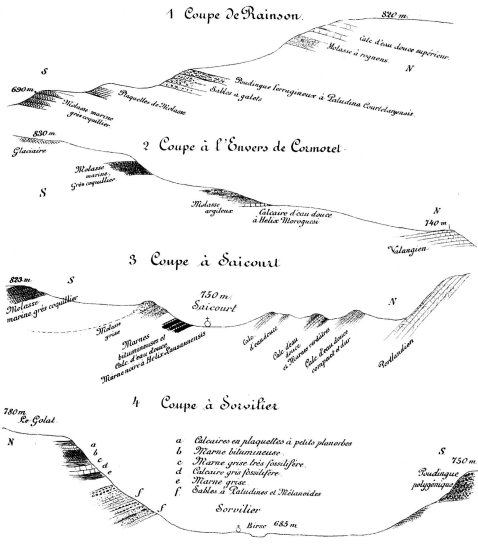 1 Coupe de Rainson.
820 m.
Calc d'eau douce supérieur.
Molasse à rognons.
S
N
690 m.
Poudingue ferrugineux à Paludina Courtelaryensis.
Sables à galets
Plaquettes de Molasse
Molasse marine
grès coquillier
830 m.
Glaciaire
2 Coupe à l'Envers de Cormoret.
Molasse
marine.
Grès coquillier
S
Molasse
argileux
Calcaire d'eau douce
à Helix Moroguesi
N
740 m.
Valangien
3 Coupe à Saicourt
825 m.
S
Molasse
marine grès coquillier
Molasse
grise
Marnes
bitumineuses et
Calc. d'eau douce
Marne noire à Helix Lausannensis
750 m.
Saicourt
Calc
d'eau douce
Calc d'eau
douce
et Marnes verdâtres
Calc. d'eau douce
compact et dur
N
Portlandien
4 Coupe à Sorvilier
780 m.
Le Golat
N
a
b
c
d
e
f
f
a Calcaires en plaquettes à petits planorbes
b Marne bitumineuse
c Marne grise très fossilifère
d Calcaire gris fossilifère
e Marne grise
f Sables à Paludines et Mélanoides
Sorvilier
Birse 685 m.
S.
750 m.
Poudingue
polygénique